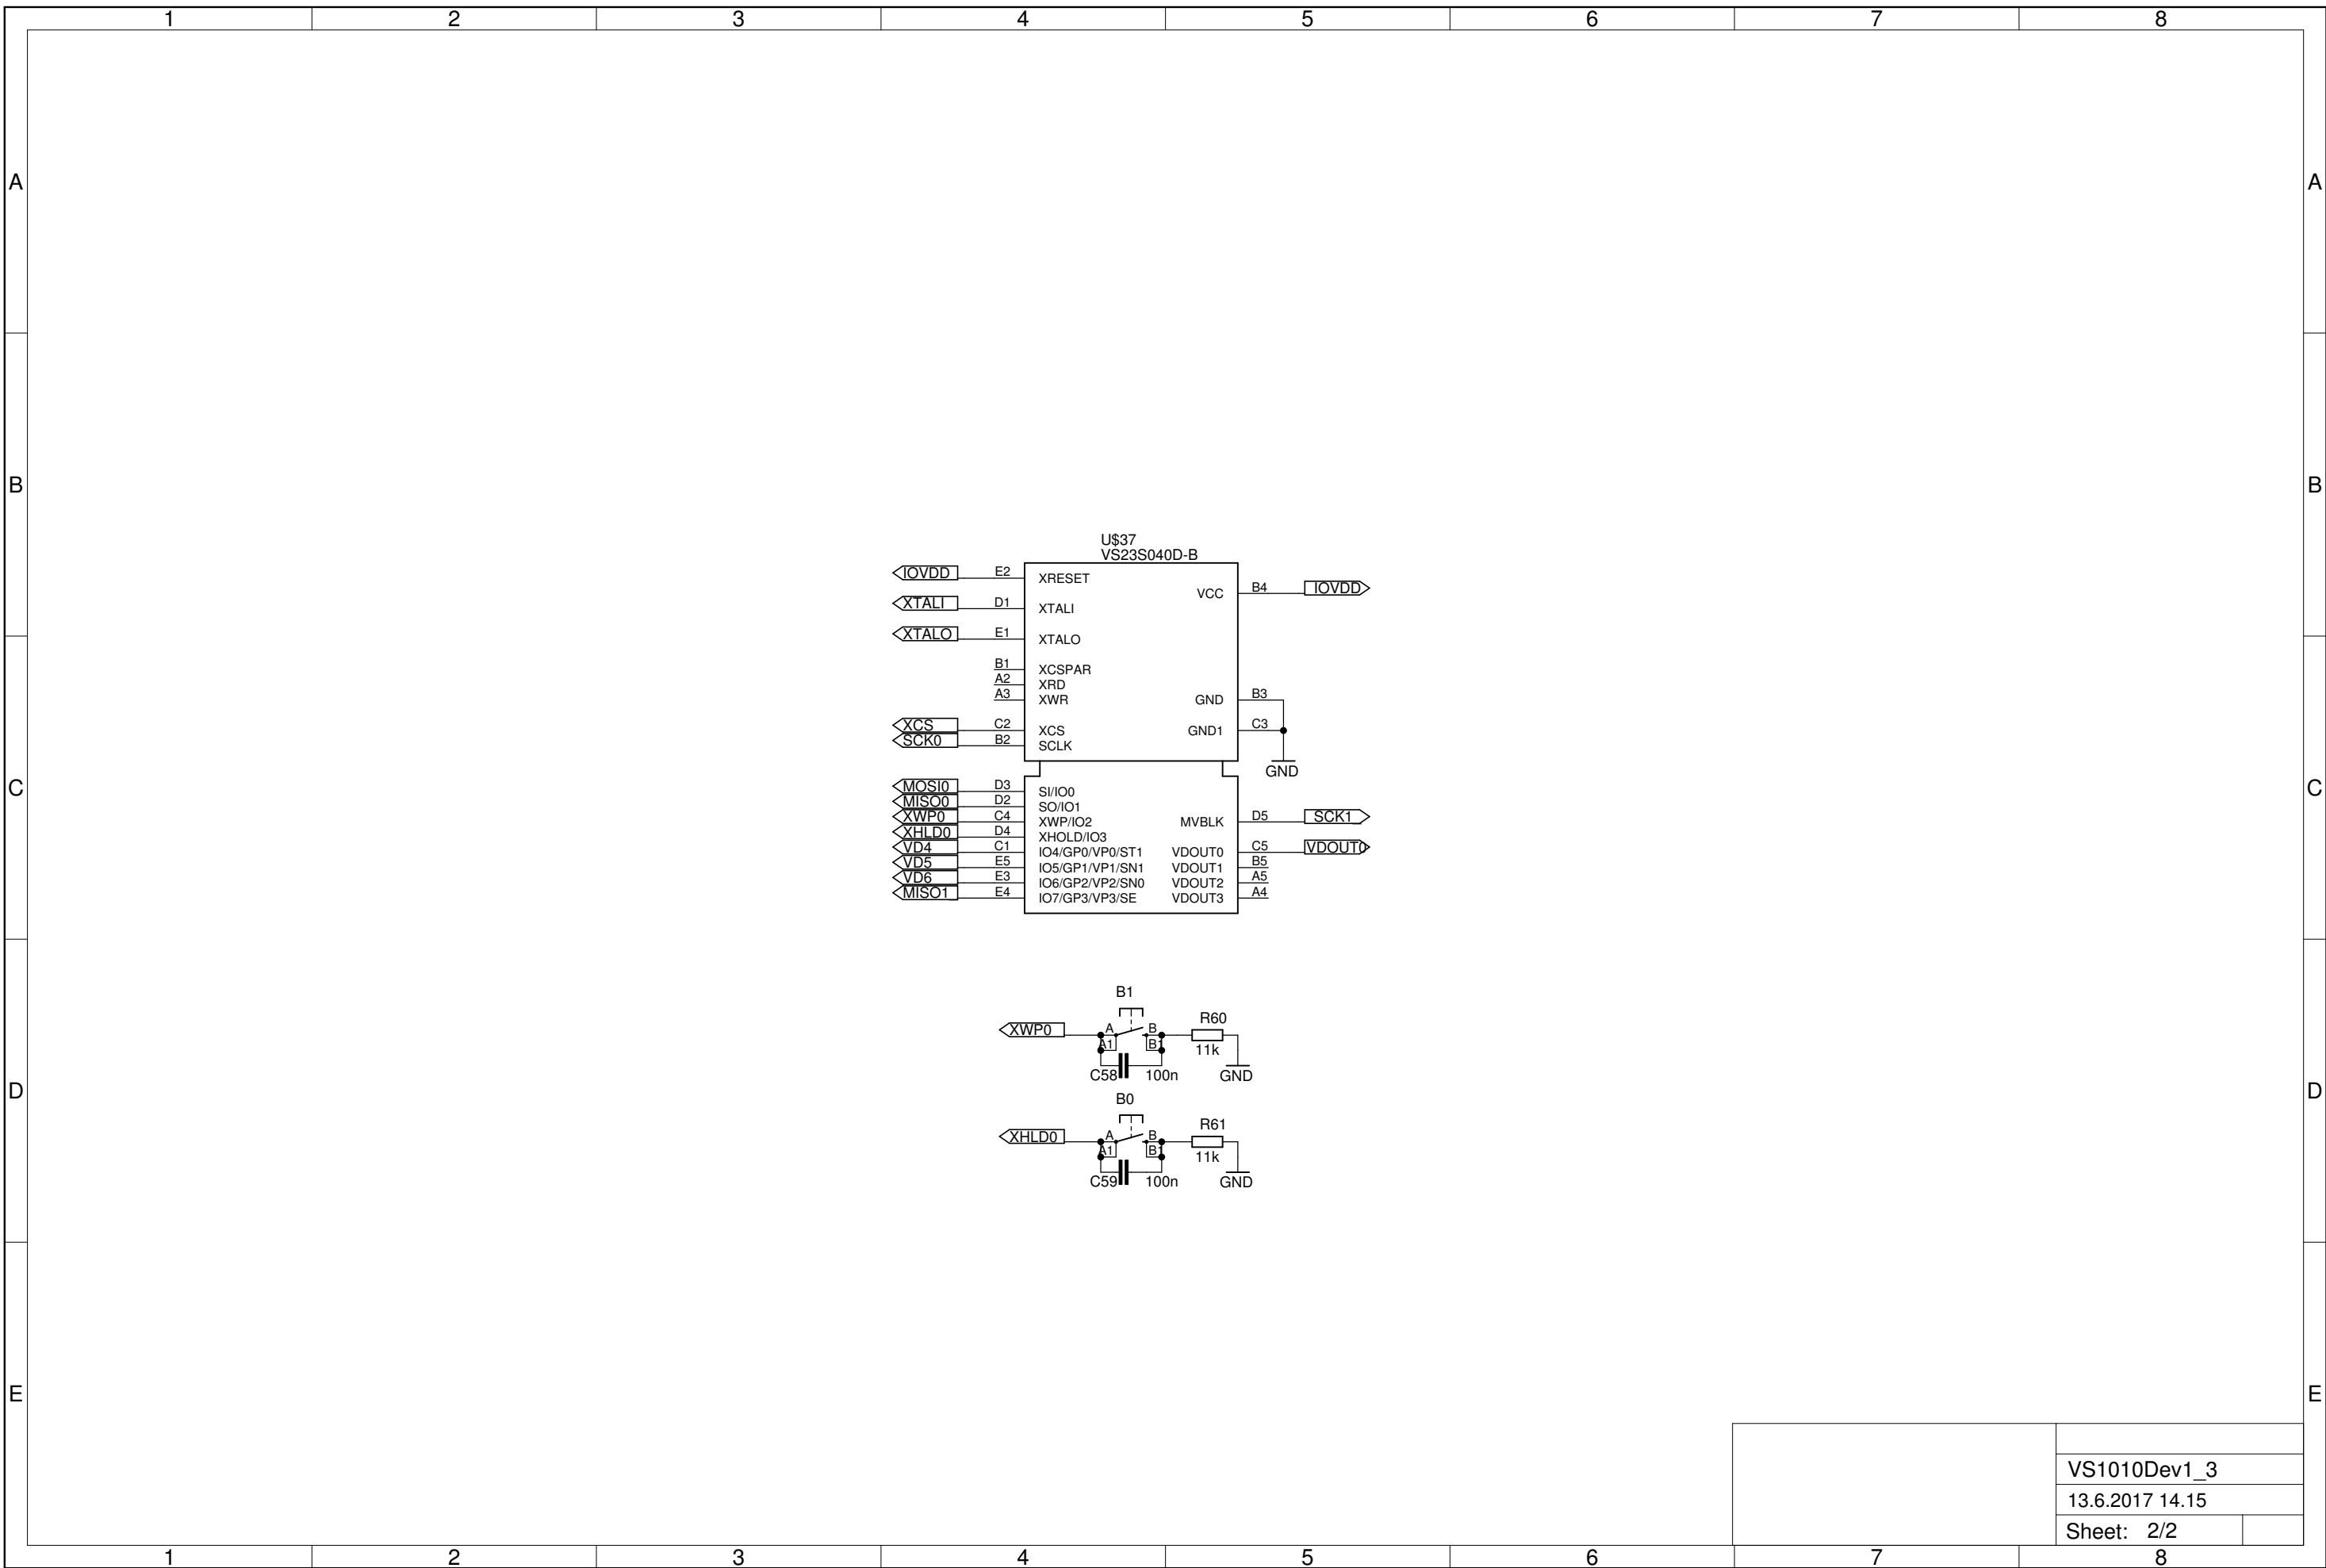 1 2 3 4 5 6 7 8
A A
B B
U$37
VS23S040D-B
IOVDD E2 XRESET
VCC B4 IOVDD
XTALI D1 XTALI
XTALO E1 XTALO
B1 XCSPAR
A2 XRD
A3 XWR GND B3
XCS C2 XCS GND1 C3
SCK0 B2 SCLK
GND
C C
MOSI0 D3 SI/IO0
MISO0 D2 SO/IO1
XWP0 C4 XWP/IO2 MVBLK D5 SCK1
XHLD0 D4 XHOLD/IO3
VD4 C1 IO4/GP0/VP0/ST1 VDOUT0 C5 VDOUT0
VD5 E5 IO5/GP1/VP1/SN1 VDOUT1 B5
VD6 E3 IO6/GP2/VP2/SN0 VDOUT2 A5
MISO1 E4 IO7/GP3/VP3/SE VDOUT3 A4
B1
R60
XWP0 A B
A1 B1 11k
C58 100n GND
D D
B0
R61
XHLD0 A B
A1 B1 11k
C59 100n GND
E E
VS1010Dev1_3
13.6.2017 14.15
Sheet: 2/2
1 2 3 4 5 6 7 8